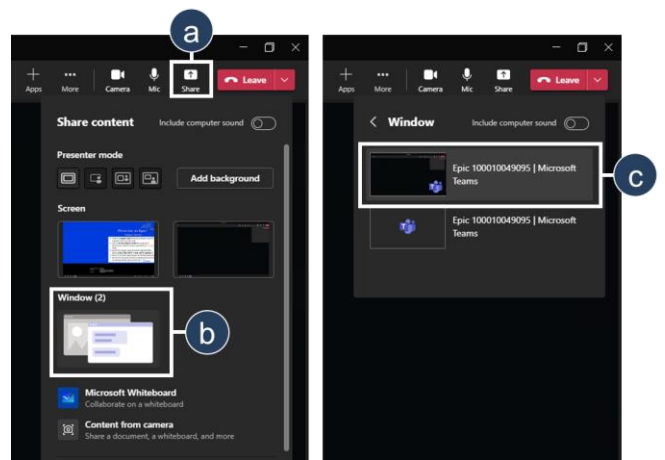 a
Apps More Camera Mic Share Leave
Share content Include computer sound
Presenter mode
Add background
Screen
Window (2)
b
Microsoft Whiteboard
Collaborate on a whiteboard
Content from camera
Share a document, a whiteboard, and more
Apps More Camera Mic Share Leave
Window Include computer sound
Epic 100010049095 | Microsoft
Teams
c
Epic 100010049095 | Microsoft
Teams